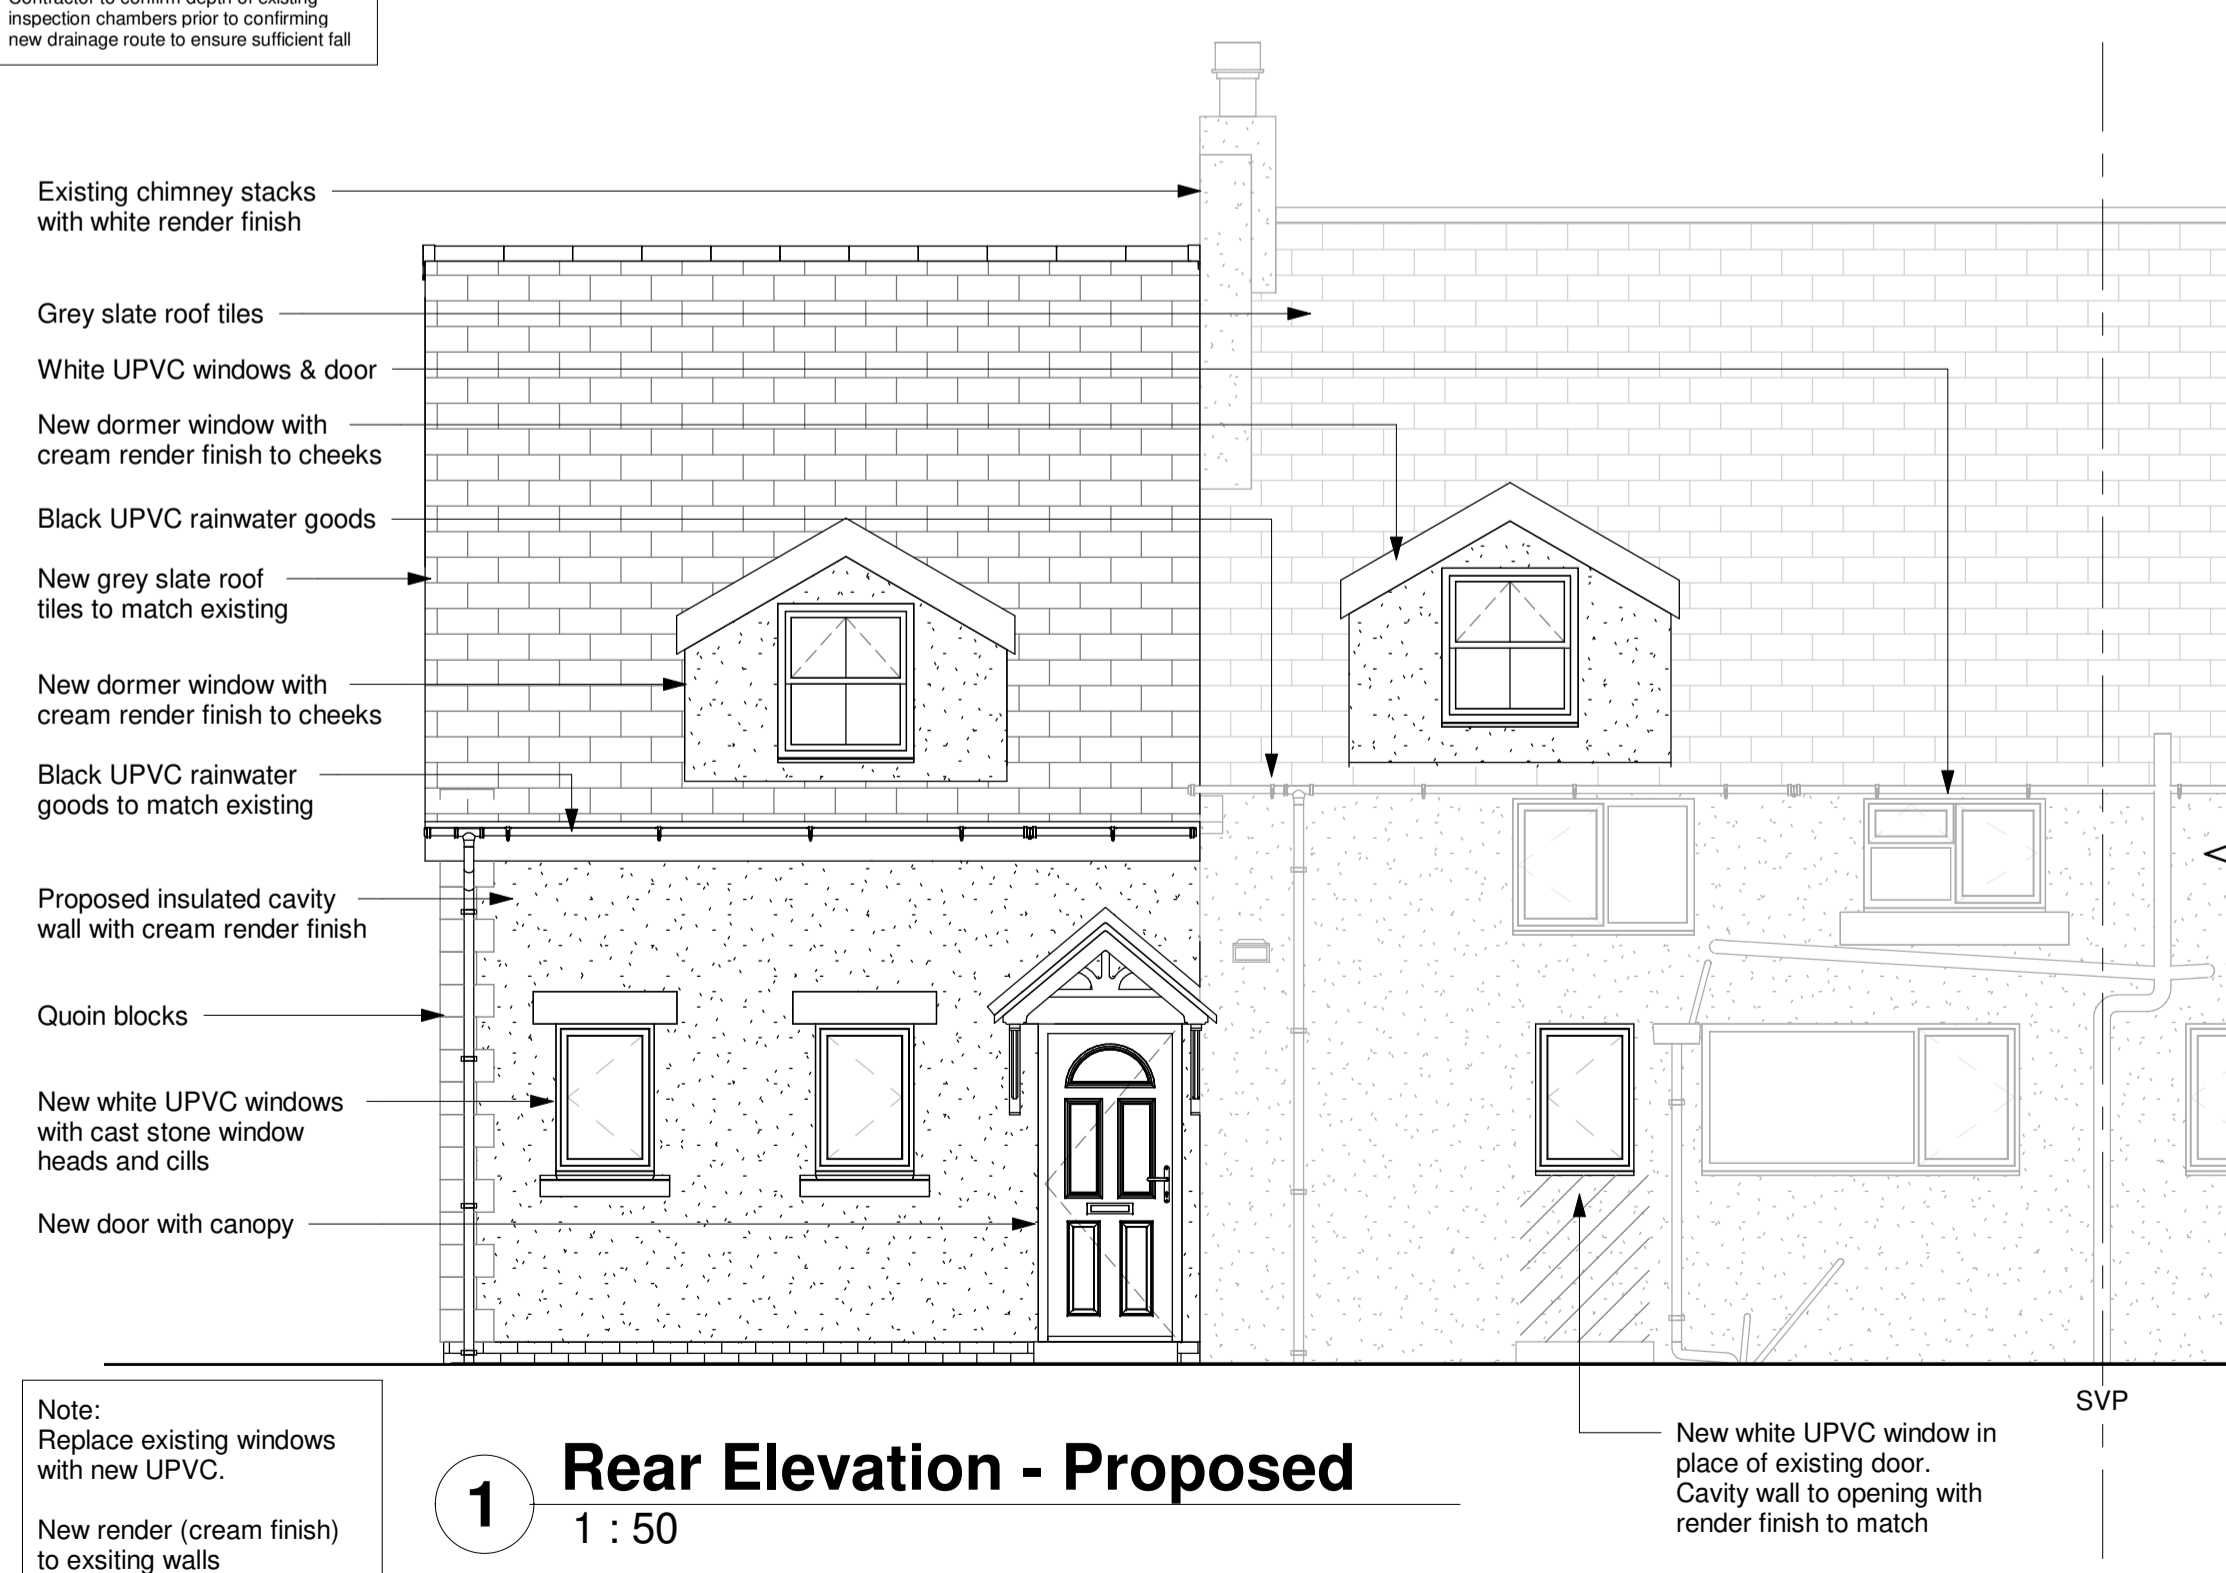 Contractor to confirm depth of existing
inspection chambers prior to confirming
new drainage route to ensure sufficient fall
Existing chimney stacks
with white render finish
Grey slate roof tiles
White UPVC windows & door
New dormer window with
cream render finish to cheeks
Black UPVC rainwater goods
New grey slate roof
tiles to match existing
New dormer window with
cream render finish to cheeks
Black UPVC rainwater
goods to match existing
Proposed insulated cavity
wall with cream render finish
Quoin blocks
New white UPVC windows
with cast stone window
heads and cills
New door with canopy
SVP
New white UPVC window in
place of existing door.
Cavity wall to opening with
render finish to match
Note:
Replace existing windows
with new UPVC.
New render (cream finish)
to exsiting walls
1
Rear Elevation - Proposed
1 : 50